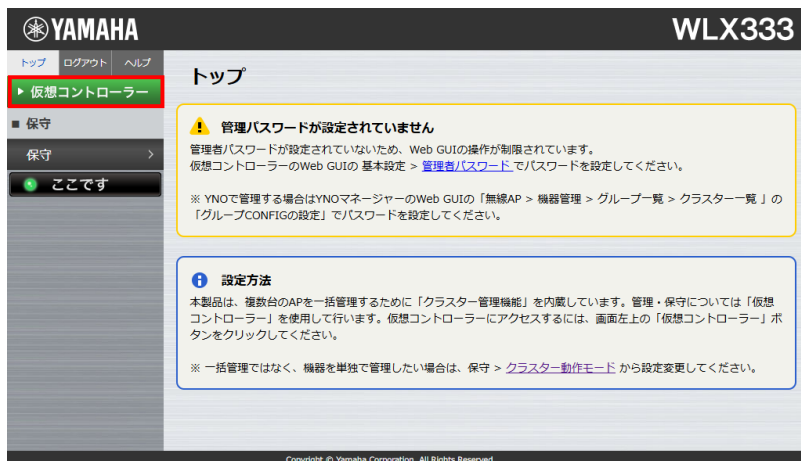 YAMAHA
WLX333
トップ ログアウト ヘルプ
仮想コントローラー
保守
保守
ここです
トップ
管理パスワードが設定されていません
管理者パスワードが設定されていないため、Web GUIの操作が制限されています。
仮想コントローラーのWeb GUIの 基本設定 > 管理者パスワード でパスワードを設定してください。
※ YNOで管理する場合はYNOマネージャーのWeb GUIの「無線AP > 機器管理 > グループ一覧 > クラスター一覧 」の
「グループCONFIGの設定」でパスワードを設定してください。
設定方法
本製品は、複数台のAPを一括管理するために「クラスター管理機能」を内蔵しています。管理・保守については「仮想
コントローラー」を使用して行います。仮想コントローラーにアクセスするには、画面左上の「仮想コントローラー」ボ
タンをクリックしてください。
※ 一括管理ではなく、機器を単独で管理したい場合は、保守 > クラスター動作モード から設定変更してください。
Copyright © Yamaha Corporation. All Rights Reserved.